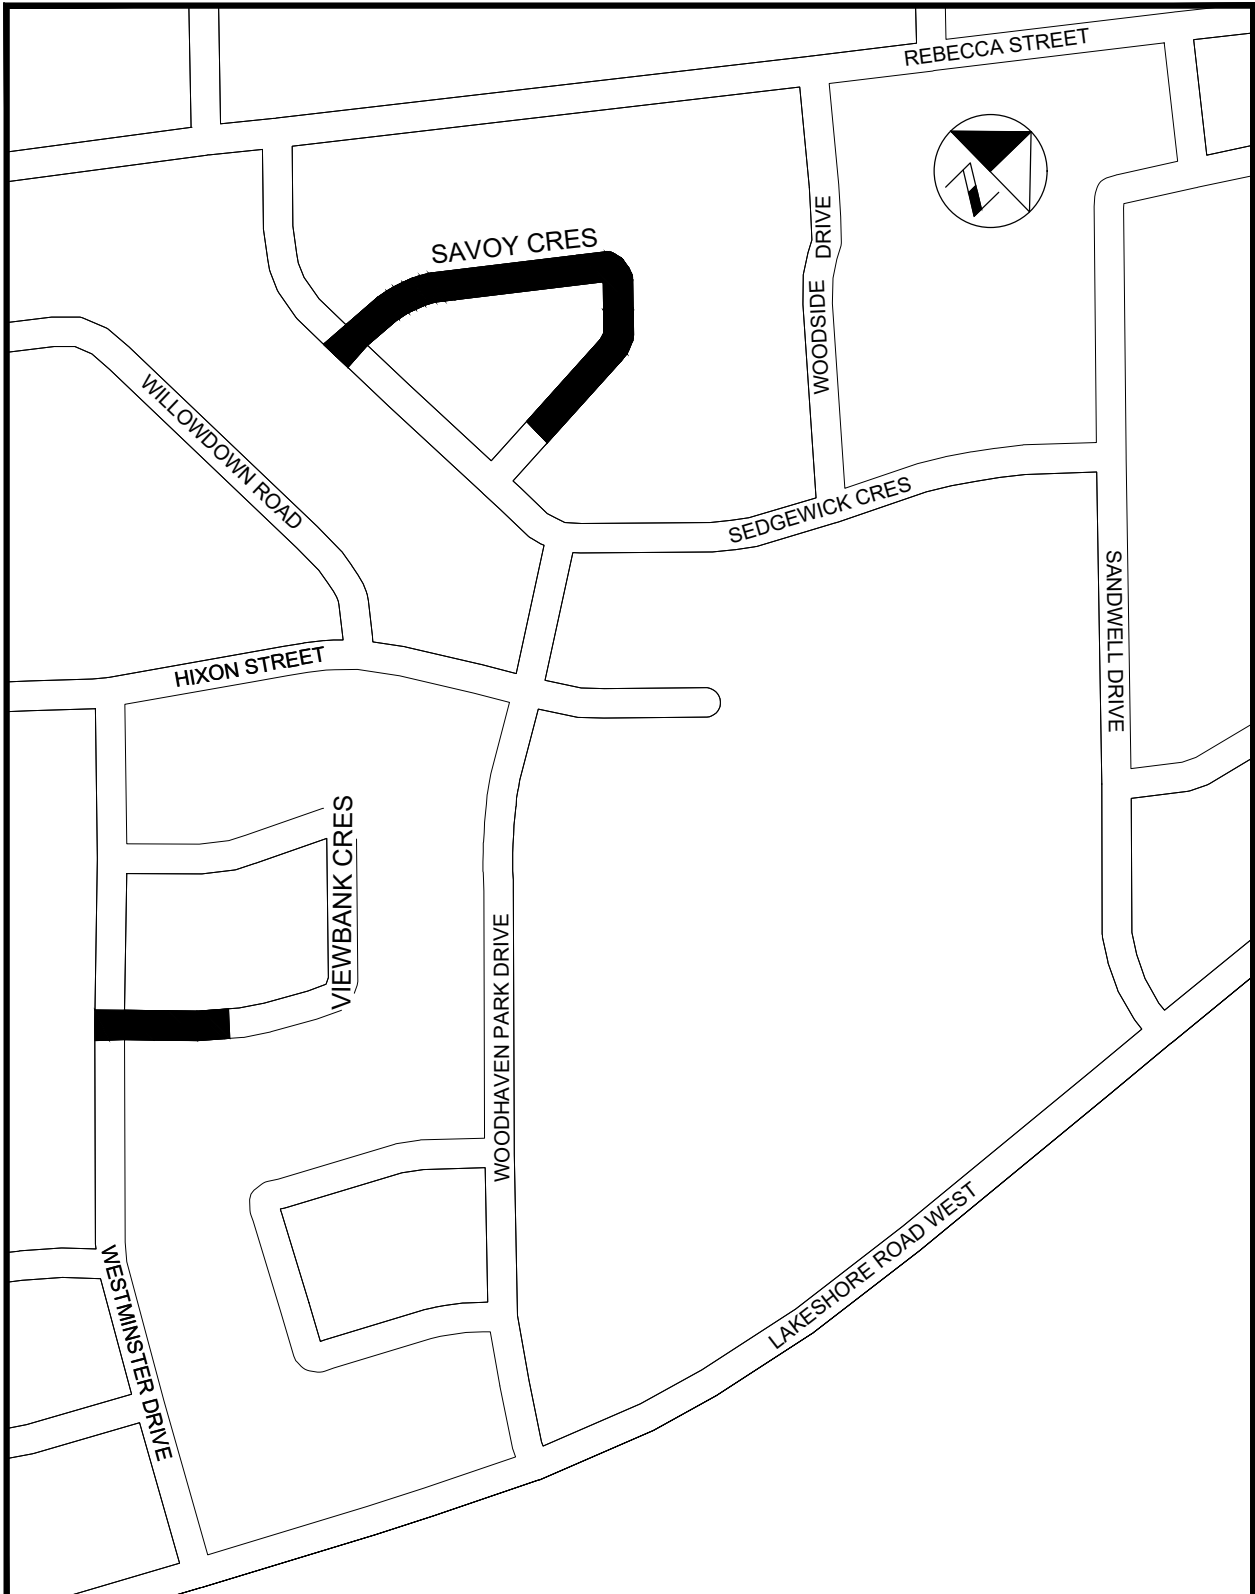 REBECCA STREET
SAVOY CRES
WOODSIDE DRIVE
WILLOWDOWN ROAD
SEDGEWICK CRES
SANDWELL DRIVE
HIXON STREET
VIEWBANK CRES
WOODHAVEN PARK DRIVE
LAKESHORE ROAD WEST
WESTMINSTER DRIVE